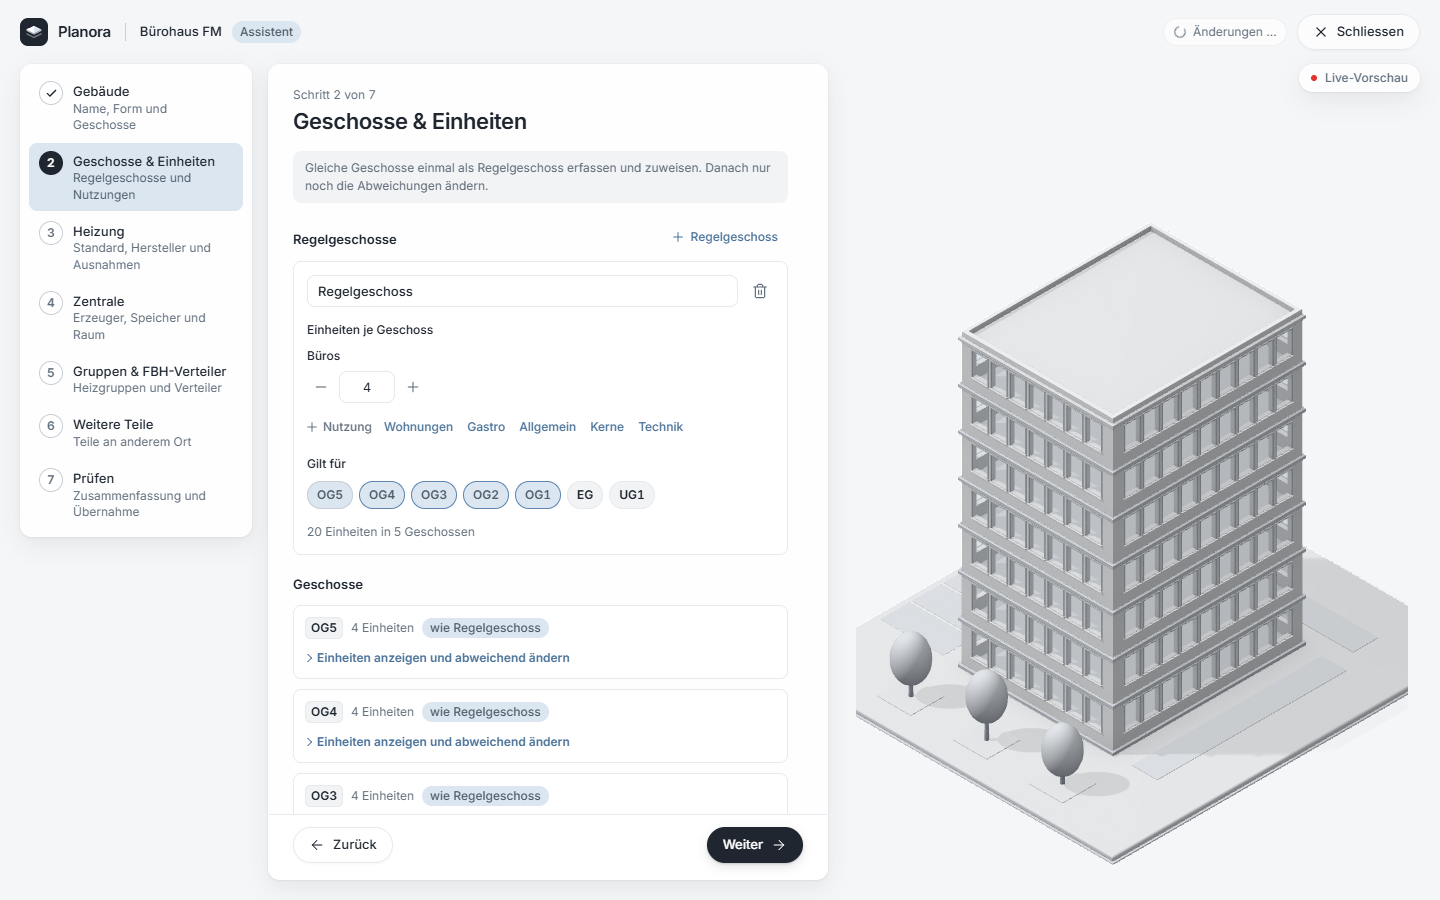 Planora
Bürohaus FM
Assistent
Änderungen ...
Schliessen
Live-Vorschau
Gebäude
Name, Form und
Geschosse
2
Geschosse & Einheiten
Regelgeschosse und
Nutzungen
3
Heizung
Standard, Hersteller und
Ausnahmen
4
Zentrale
Erzeuger, Speicher und
Raum
5
Gruppen & FBH-Verteiler
Heizgruppen und Verteiler
6
Weitere Teile
Teile an anderem Ort
7
Prüfen
Zusammenfassung und
Übernahme
Schritt 2 von 7
Geschosse & Einheiten
Gleiche Geschosse einmal als Regelgeschoss erfassen und zuweisen. Danach nur
noch die Abweichungen ändern.
Regelgeschosse
+ Regelgeschoss
Regelgeschoss
Einheiten je Geschoss
Büros
− 4 +
+ Nutzung Wohnungen Gastro Allgemein Kerne Technik
Gilt für
OG5 OG4 OG3 OG2 OG1 EG UG1
20 Einheiten in 5 Geschossen
Geschosse
OG5 4 Einheiten wie Regelgeschoss
Einheiten anzeigen und abweichend ändern
OG4 4 Einheiten wie Regelgeschoss
Einheiten anzeigen und abweichend ändern
OG3 4 Einheiten wie Regelgeschoss
Zurück
Weiter